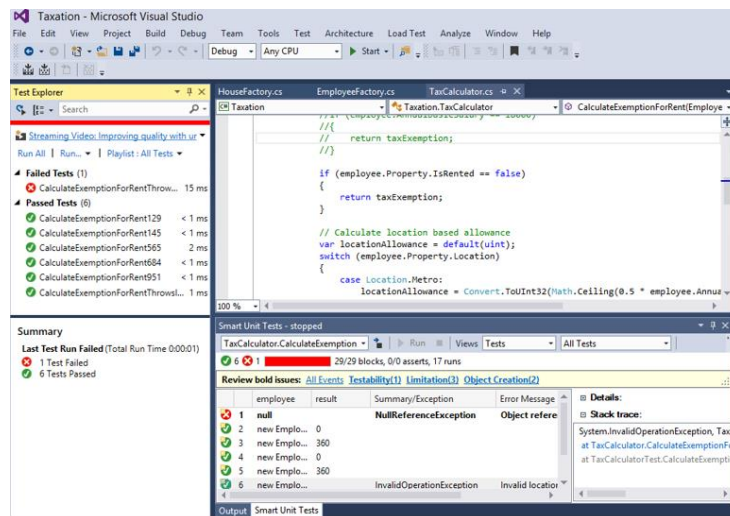 Taxation - Microsoft Visual Studio
File Edit View Project Build Debug Team Tools Test Architecture Load Test Analyze Window Help
Debug Any CPU Start
Test Explorer
Search
Streaming Video: Improving quality with ur
Run All | Run... | Playlist : All Tests
Failed Tests (1)
CalculateExemptionForRentThrow... 15 ms
Passed Tests (6)
CalculateExemptionForRent129 < 1 ms
CalculateExemptionForRent145 < 1 ms
CalculateExemptionForRent565 2 ms
CalculateExemptionForRent684 < 1 ms
CalculateExemptionForRent951 < 1 ms
CalculateExemptionForRentThrowsI... 1 ms
Summary
Last Test Run Failed (Total Run Time 0:00:01)
1 Test Failed
6 Tests Passed
HouseFactory.cs EmployeeFactory.cs TaxCalculator.cs
Taxation Taxation.TaxCalculator CalculateExemptionForRent(Employe
//{
// return taxExemption;
//}
if (employee.Property.IsRented == false)
{
return taxExemption;
}
// Calculate location based allowance
var locationAllowance = default(uint);
switch (employee.Property.Location)
{
case Location.Metro:
locationAllowance = Convert.ToUInt32(Math.Ceiling(0.5 * employee.Annua
100 %
Smart Unit Tests - stopped
TaxCalculator.CalculateExemption Run Views Tests All Tests
6 1 29/29 blocks, 0/0 asserts, 17 runs
Review bold issues: All Events Testability(1) Limitation(3) Object Creation(2)
employee result Summary/Exception Error Message
1 null NullReferenceException Object refere
2 new Emplo... 0
3 new Emplo... 360
4 new Emplo... 0
5 new Emplo... 360
6 new Emplo... InvalidOperationException Invalid location
Details:
Stack trace:
System.InvalidOperationException, Tax
at TaxCalculator.CalculateExemptionFo
at TaxCalculatorTest.CalculateExempti
Output Smart Unit Tests